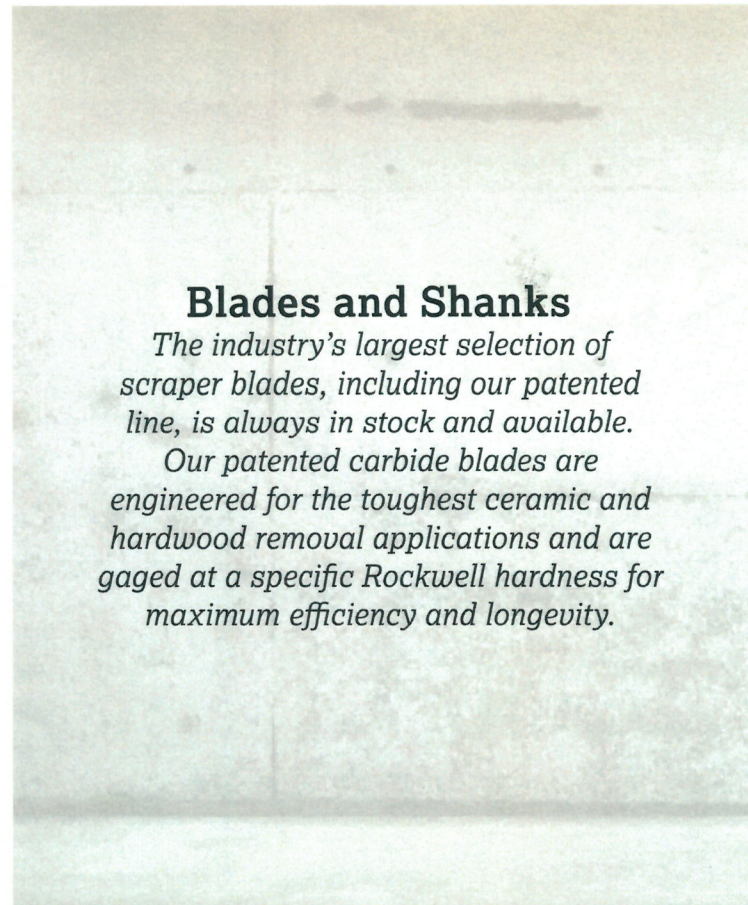 Blades and Shanks
The industry's largest selection of
scraper blades, including our patented
line, is always in stock and available.
Our patented carbide blades are
engineered for the toughest ceramic and
hardwood removal applications and are
gaged at a specific Rockwell hardness for
maximum efficiency and longevity.